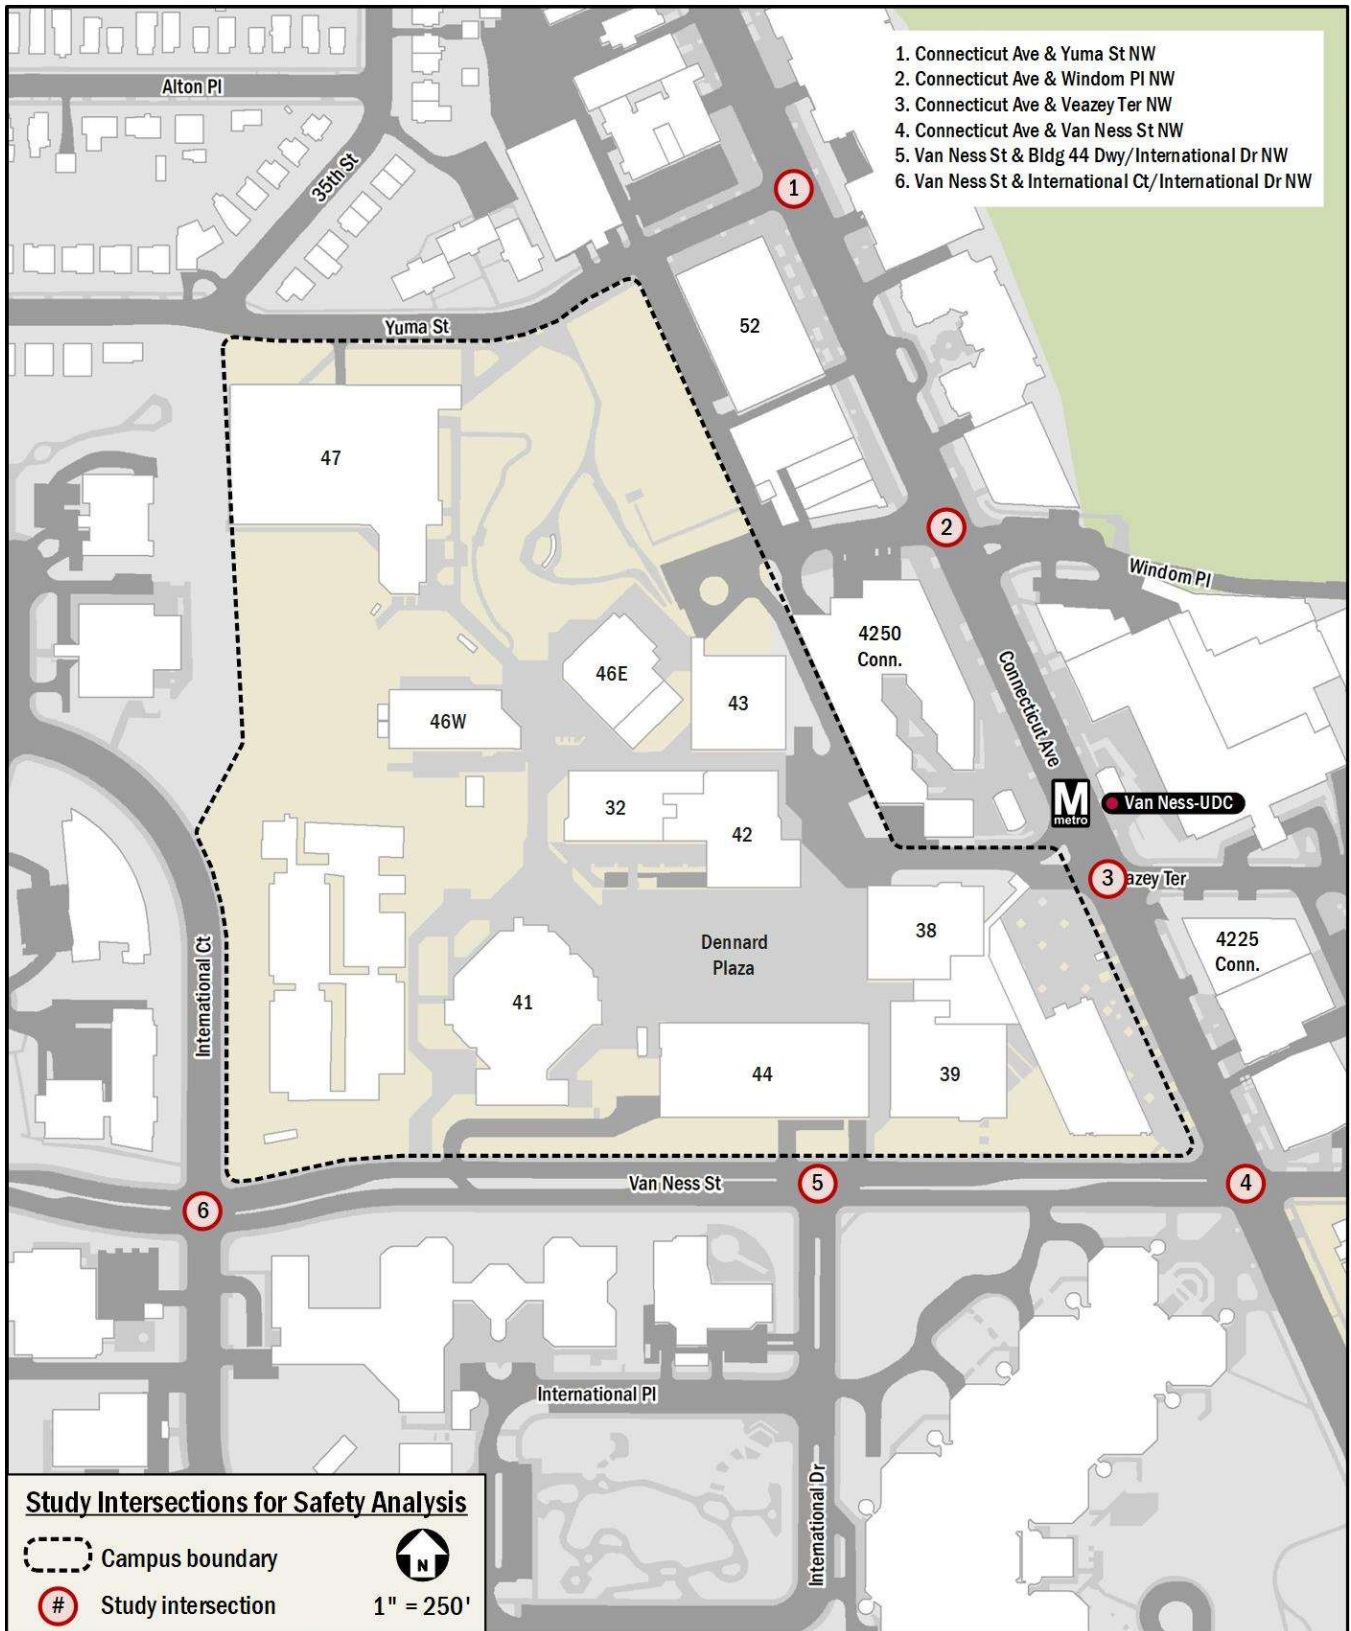 1. Connecticut Ave & Yuma St NW
2. Connecticut Ave & Windom Pl NW
3. Connecticut Ave & Veazey Ter NW
4. Connecticut Ave & Van Ness St NW
5. Van Ness St & Bldg 44 Dwy/International Dr NW
6. Van Ness St & International Ct/International Dr NW
Alton Pl
35th St
1
Yuma St
52
47
2
Windom Pl
4250
Conn.
46E
43
46W
Connecticut Ave
M
metro
Van Ness-UDC
32
42
3
azey Ter
38
4225
Conn.
Dennard
Plaza
41
International Ct
44
39
Van Ness St
5
4
6
International Pl
International Dr
Study Intersections for Safety Analysis
Campus boundary
N
# Study intersection
1" = 250'